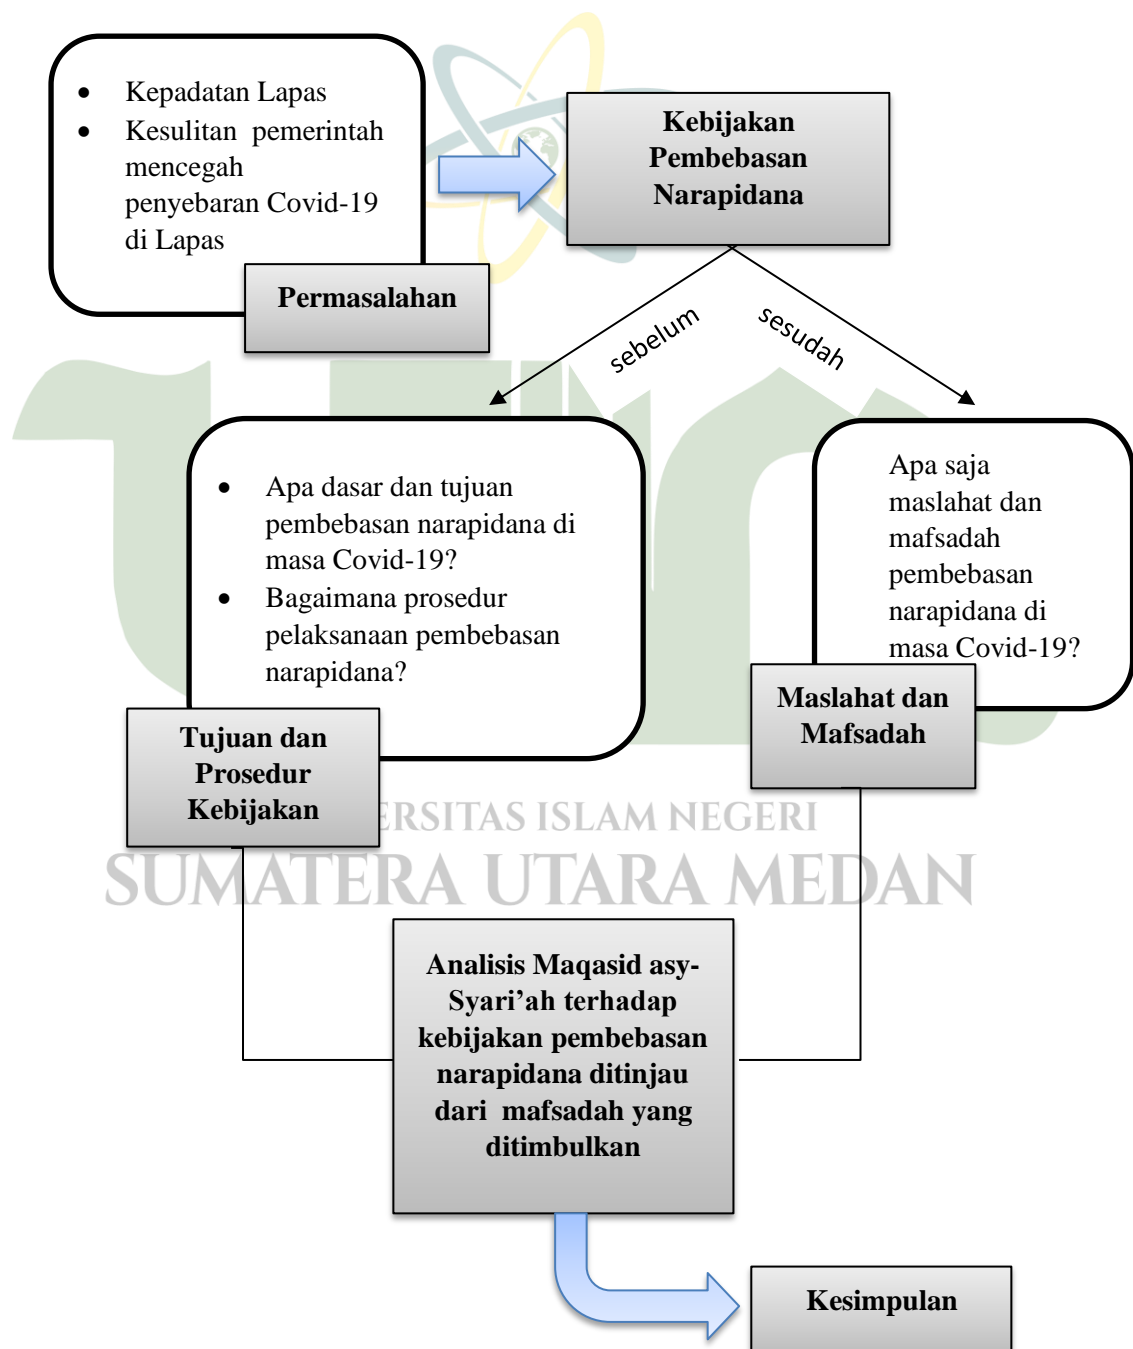 • Kepadatan Lapas
• Kesulitan pemerintah
mencegah
penyebaran Covid-19
di Lapas
Permasalahan
Kebijakan
Pembebasan
Narapidana
sebelum
sesudah
• Apa dasar dan tujuan
pembebasan narapidana di
masa Covid-19?
• Bagaimana prosedur
pelaksanaan pembebasan
narapidana?
Tujuan dan
Prosedur
Kebijakan
Apa saja
maslahat dan
mafsadah
pembebasan
narapidana di
masa Covid-19?
Maslahat dan
Mafsadah
ERSITAS ISLAM NEGERI
SUMATERA UTARA MEDAN
Analisis Maqasid asy-
Syari’ah terhadap
kebijakan pembebasan
narapidana ditinjau
dari mafsadah yang
ditimbulkan
Kesimpulan